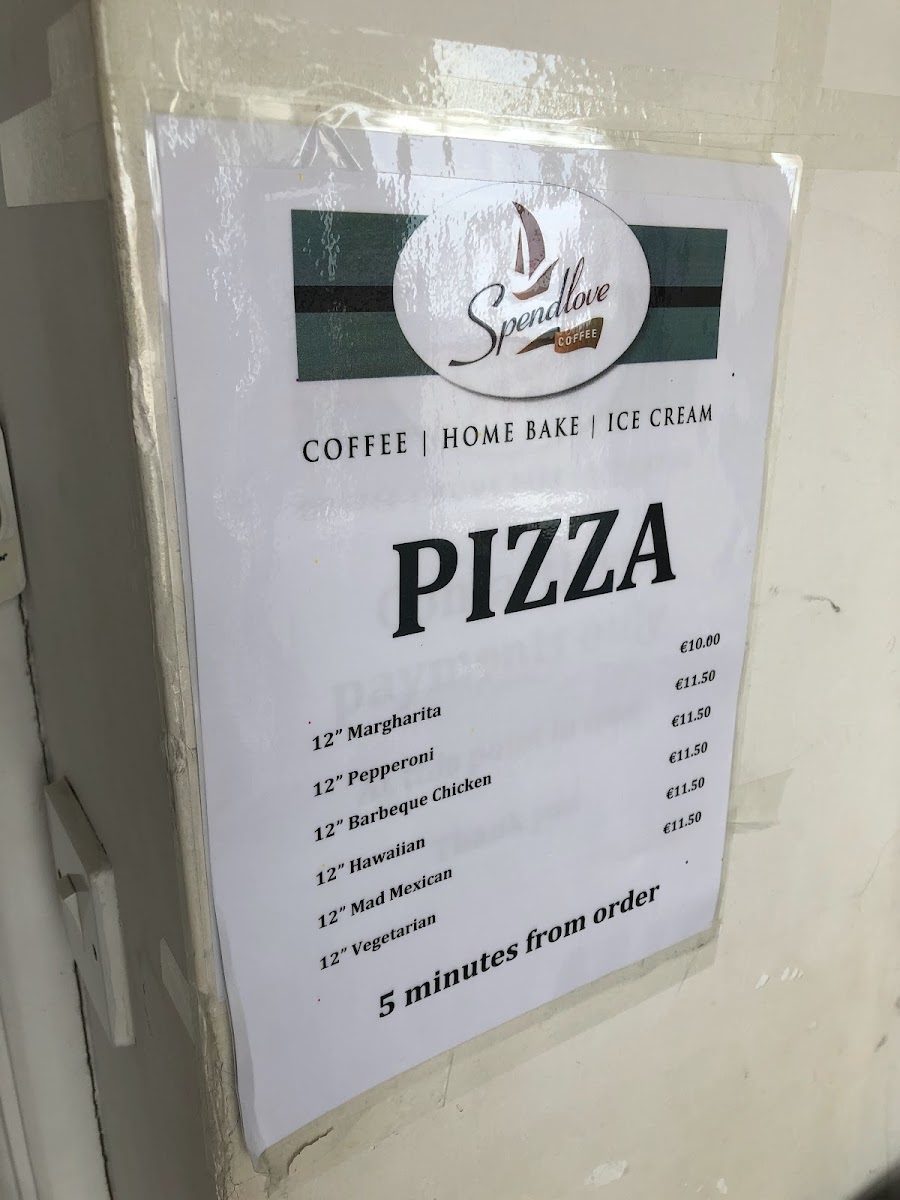 Spendlove
COFFEE
COFFEE | HOME BAKE | ICE CREAM
PIZZA
12” Margharita €10.00
12” Pepperoni €11.50
12” Barbeque Chicken €11.50
12” Hawaiian €11.50
12” Mad Mexican €11.50
12” Vegetarian €11.50
5 minutes from order